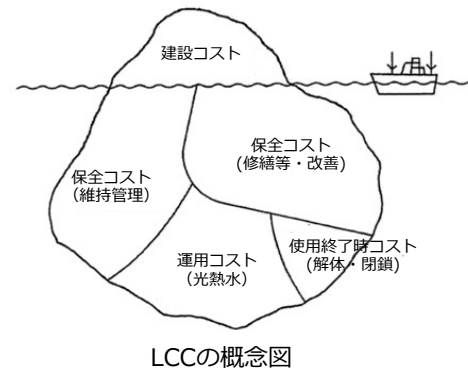 建設コスト
保全コスト
(修繕等・改善)
保全コスト
（維持管理）
運用コスト
（光熱水）
使用終了時コスト
(解体・閉鎖)
LCCの概念図